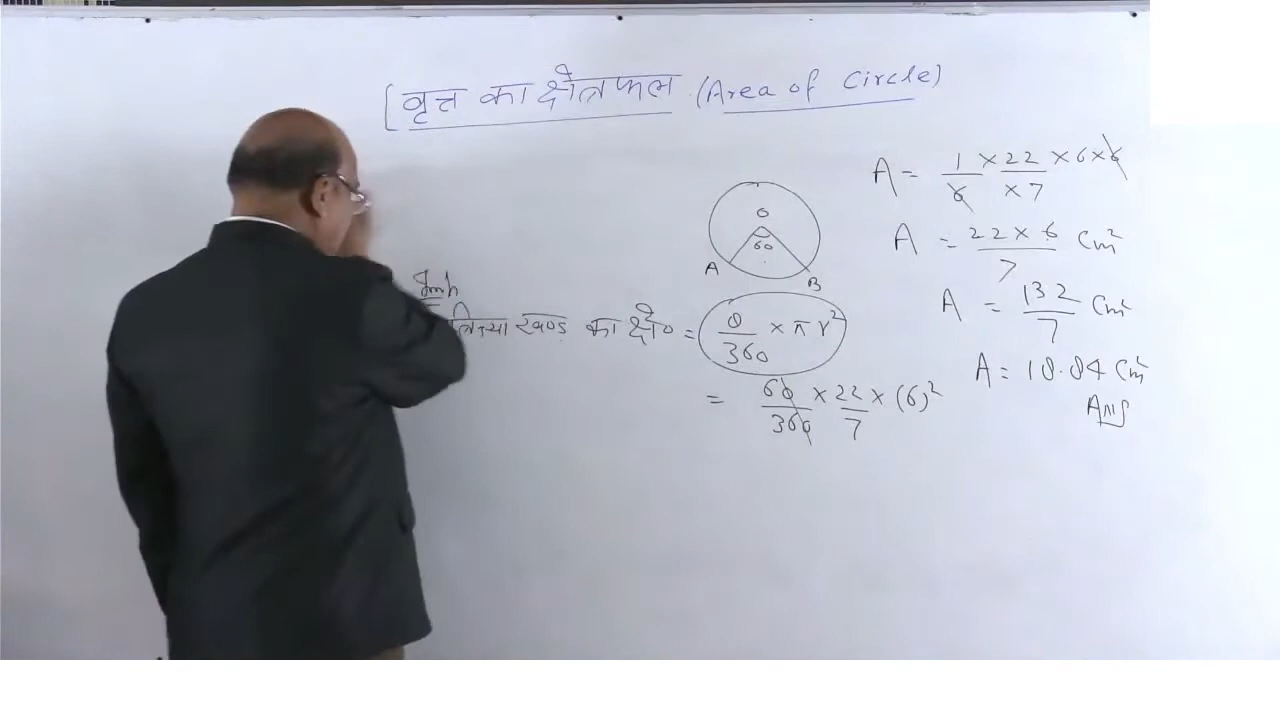 [वृत्त का क्षेत्रफल (Area of Circle)
O
60
A B
खण्ड का क्षे० = θ/360 × πr²
= 60/360 × 22/7 × (6)²
A = 1/6 × 22/×7 × 6×6
A = 22×6/7 Cm²
A = 132/7 Cm²
A = 18.84 Cm²
Ans